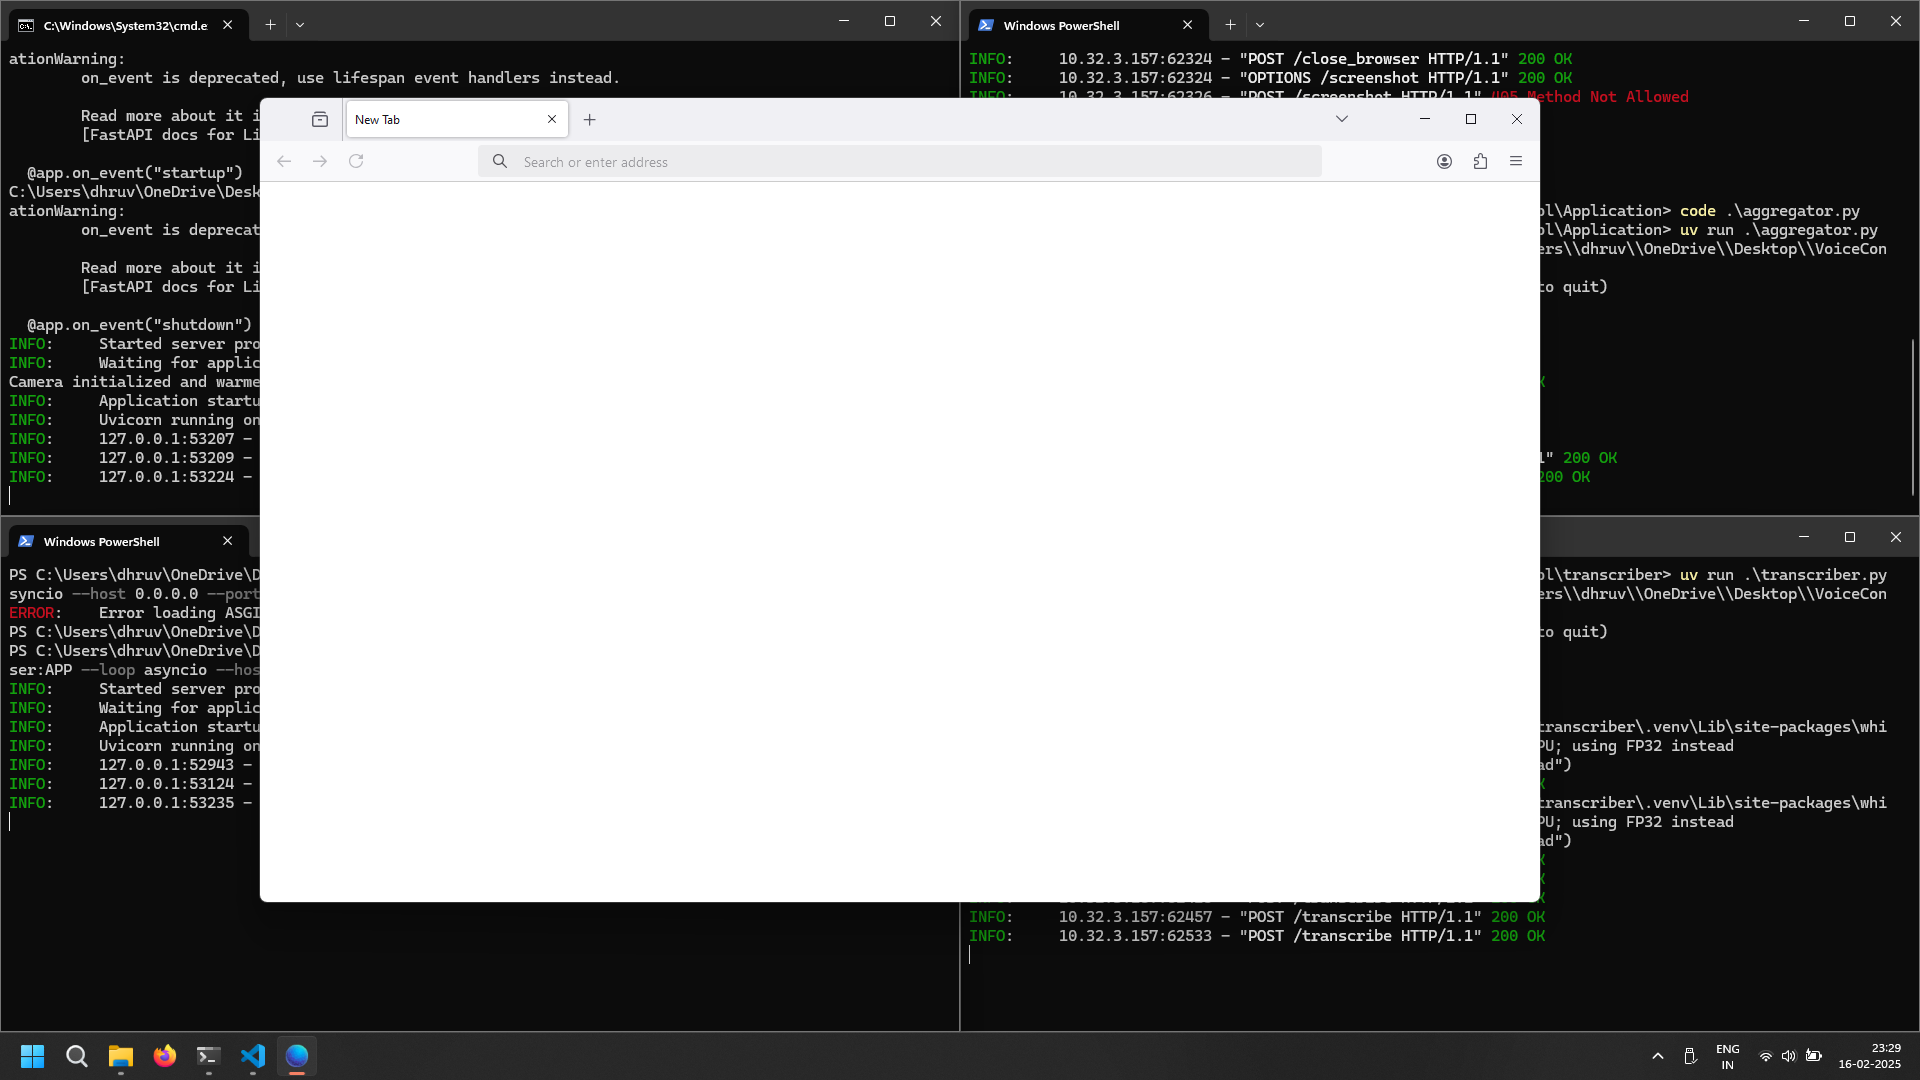 C:\Windows\System32\cmd.e
ationWarning:
on_event is deprecated, use lifespan event handlers instead.
Read more about it i
[FastAPI docs for Li
@app.on_event("startup")
C:\Users\dhruv\OneDrive\Desk
ationWarning:
on_event is deprecat
Read more about it i
[FastAPI docs for Li
@app.on_event("shutdown")
INFO: Started server pro
INFO: Waiting for applic
Camera initialized and warme
INFO: Application startu
INFO: Uvicorn running on
INFO: 127.0.0.1:53207 -
INFO: 127.0.0.1:53209 -
INFO: 127.0.0.1:53224 -
Windows PowerShell
INFO: 10.32.3.157:62324 - "POST /close_browser HTTP/1.1" 200 OK
INFO: 10.32.3.157:62324 - "OPTIONS /screenshot HTTP/1.1" 200 OK
INFO: 10.32.3.157:62326 - "POST /screenshot HTTP/1.1" 405 Method Not Allowed
ol\Application> code .\aggregator.py
ol\Application> uv run .\aggregator.py
ers\\dhruv\\OneDrive\\Desktop\\VoiceCon
to quit)
K
1" 200 OK
200 OK
New Tab
Search or enter address
Windows PowerShell
PS C:\Users\dhruv\OneDrive\D
syncio --host 0.0.0.0 --port
ERROR: Error loading ASGI
PS C:\Users\dhruv\OneDrive\D
PS C:\Users\dhruv\OneDrive\D
ser:APP --loop asyncio --hos
INFO: Started server pro
INFO: Waiting for applic
INFO: Application startu
INFO: Uvicorn running on
INFO: 127.0.0.1:52943 -
INFO: 127.0.0.1:53124 -
INFO: 127.0.0.1:53235 -
ol\transcriber> uv run .\transcriber.py
ers\\dhruv\\OneDrive\\Desktop\\VoiceCon
to quit)
transcriber\.venv\Lib\site-packages\whi
PU; using FP32 instead
ad")
K
transcriber\.venv\Lib\site-packages\whi
PU; using FP32 instead
ad")
K
K
K
INFO: 10.32.3.157:62457 - "POST /transcribe HTTP/1.1" 200 OK
INFO: 10.32.3.157:62533 - "POST /transcribe HTTP/1.1" 200 OK
ENG
IN
23:29
16-02-2025